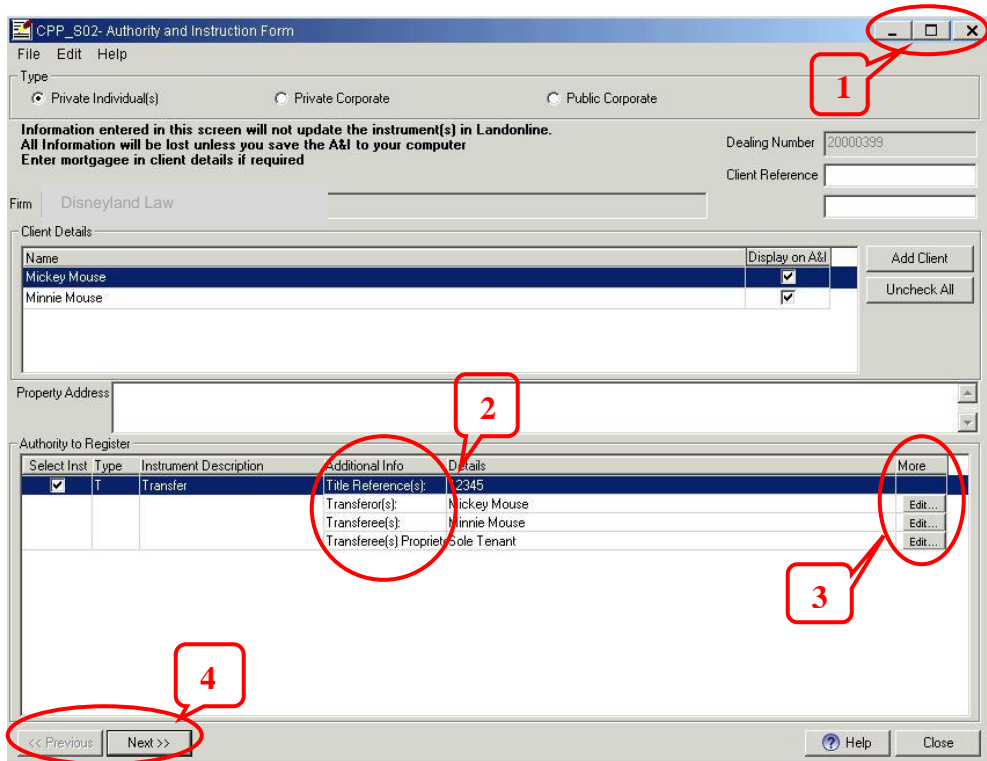 CPP_S02- Authority and Instruction Form
File Edit Help
1
Type
Private Individual(s) Private Corporate Public Corporate
Information entered in this screen will not update the instrument(s) in Landonline.
All Information will be lost unless you save the A&I to your computer
Enter mortgagee in client details if required
Dealing Number 20000399
Client Reference
Firm Disneyland Law
Client Details
Name Display on A&I Add Client
Mickey Mouse
Minnie Mouse Uncheck All
Property Address
2
Authority to Register
Select Inst Type Instrument Description Additional Info Details More
T Transfer Title Reference(s): 12345
Transferor(s): Mickey Mouse Edit...
Transferee(s): Minnie Mouse Edit...
Transferee(s) Propriet Sole Tenant Edit...
3
4
<< Previous Next >> Help Close